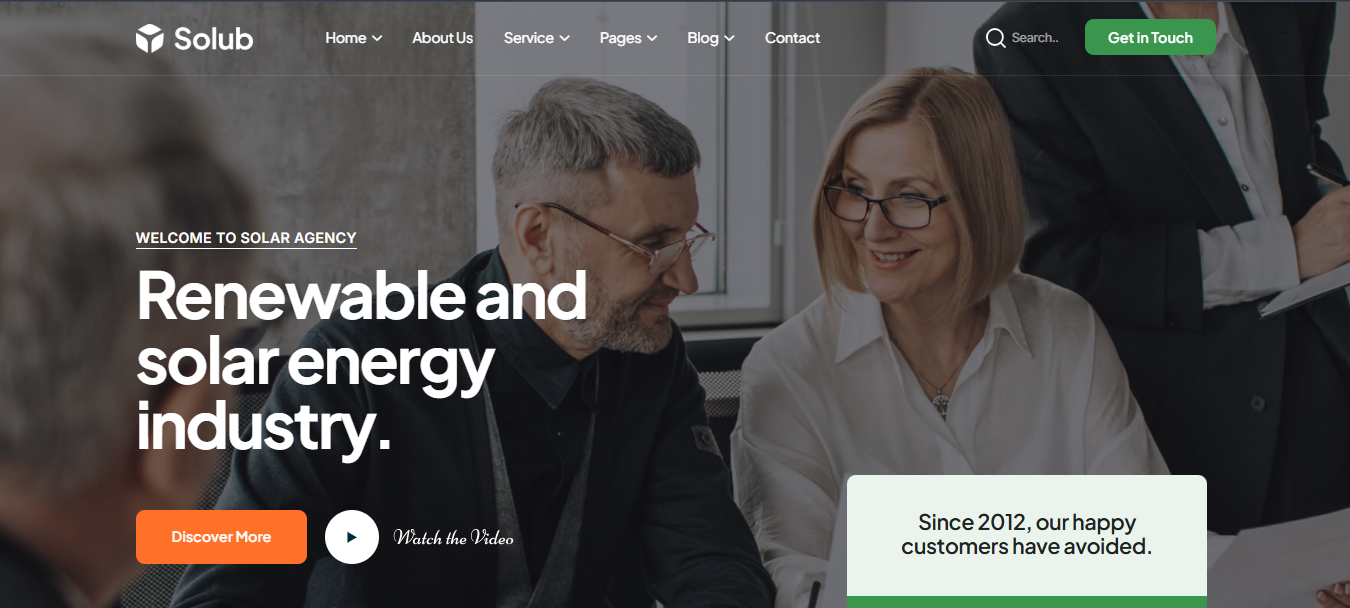 Solub
Home
About Us
Service
Pages
Blog
Contact
Search..
Get in Touch
WELCOME TO SOLAR AGENCY
Renewable and
solar energy
industry.
Discover More
Watch the Video
Since 2012, our happy
customers have avoided.